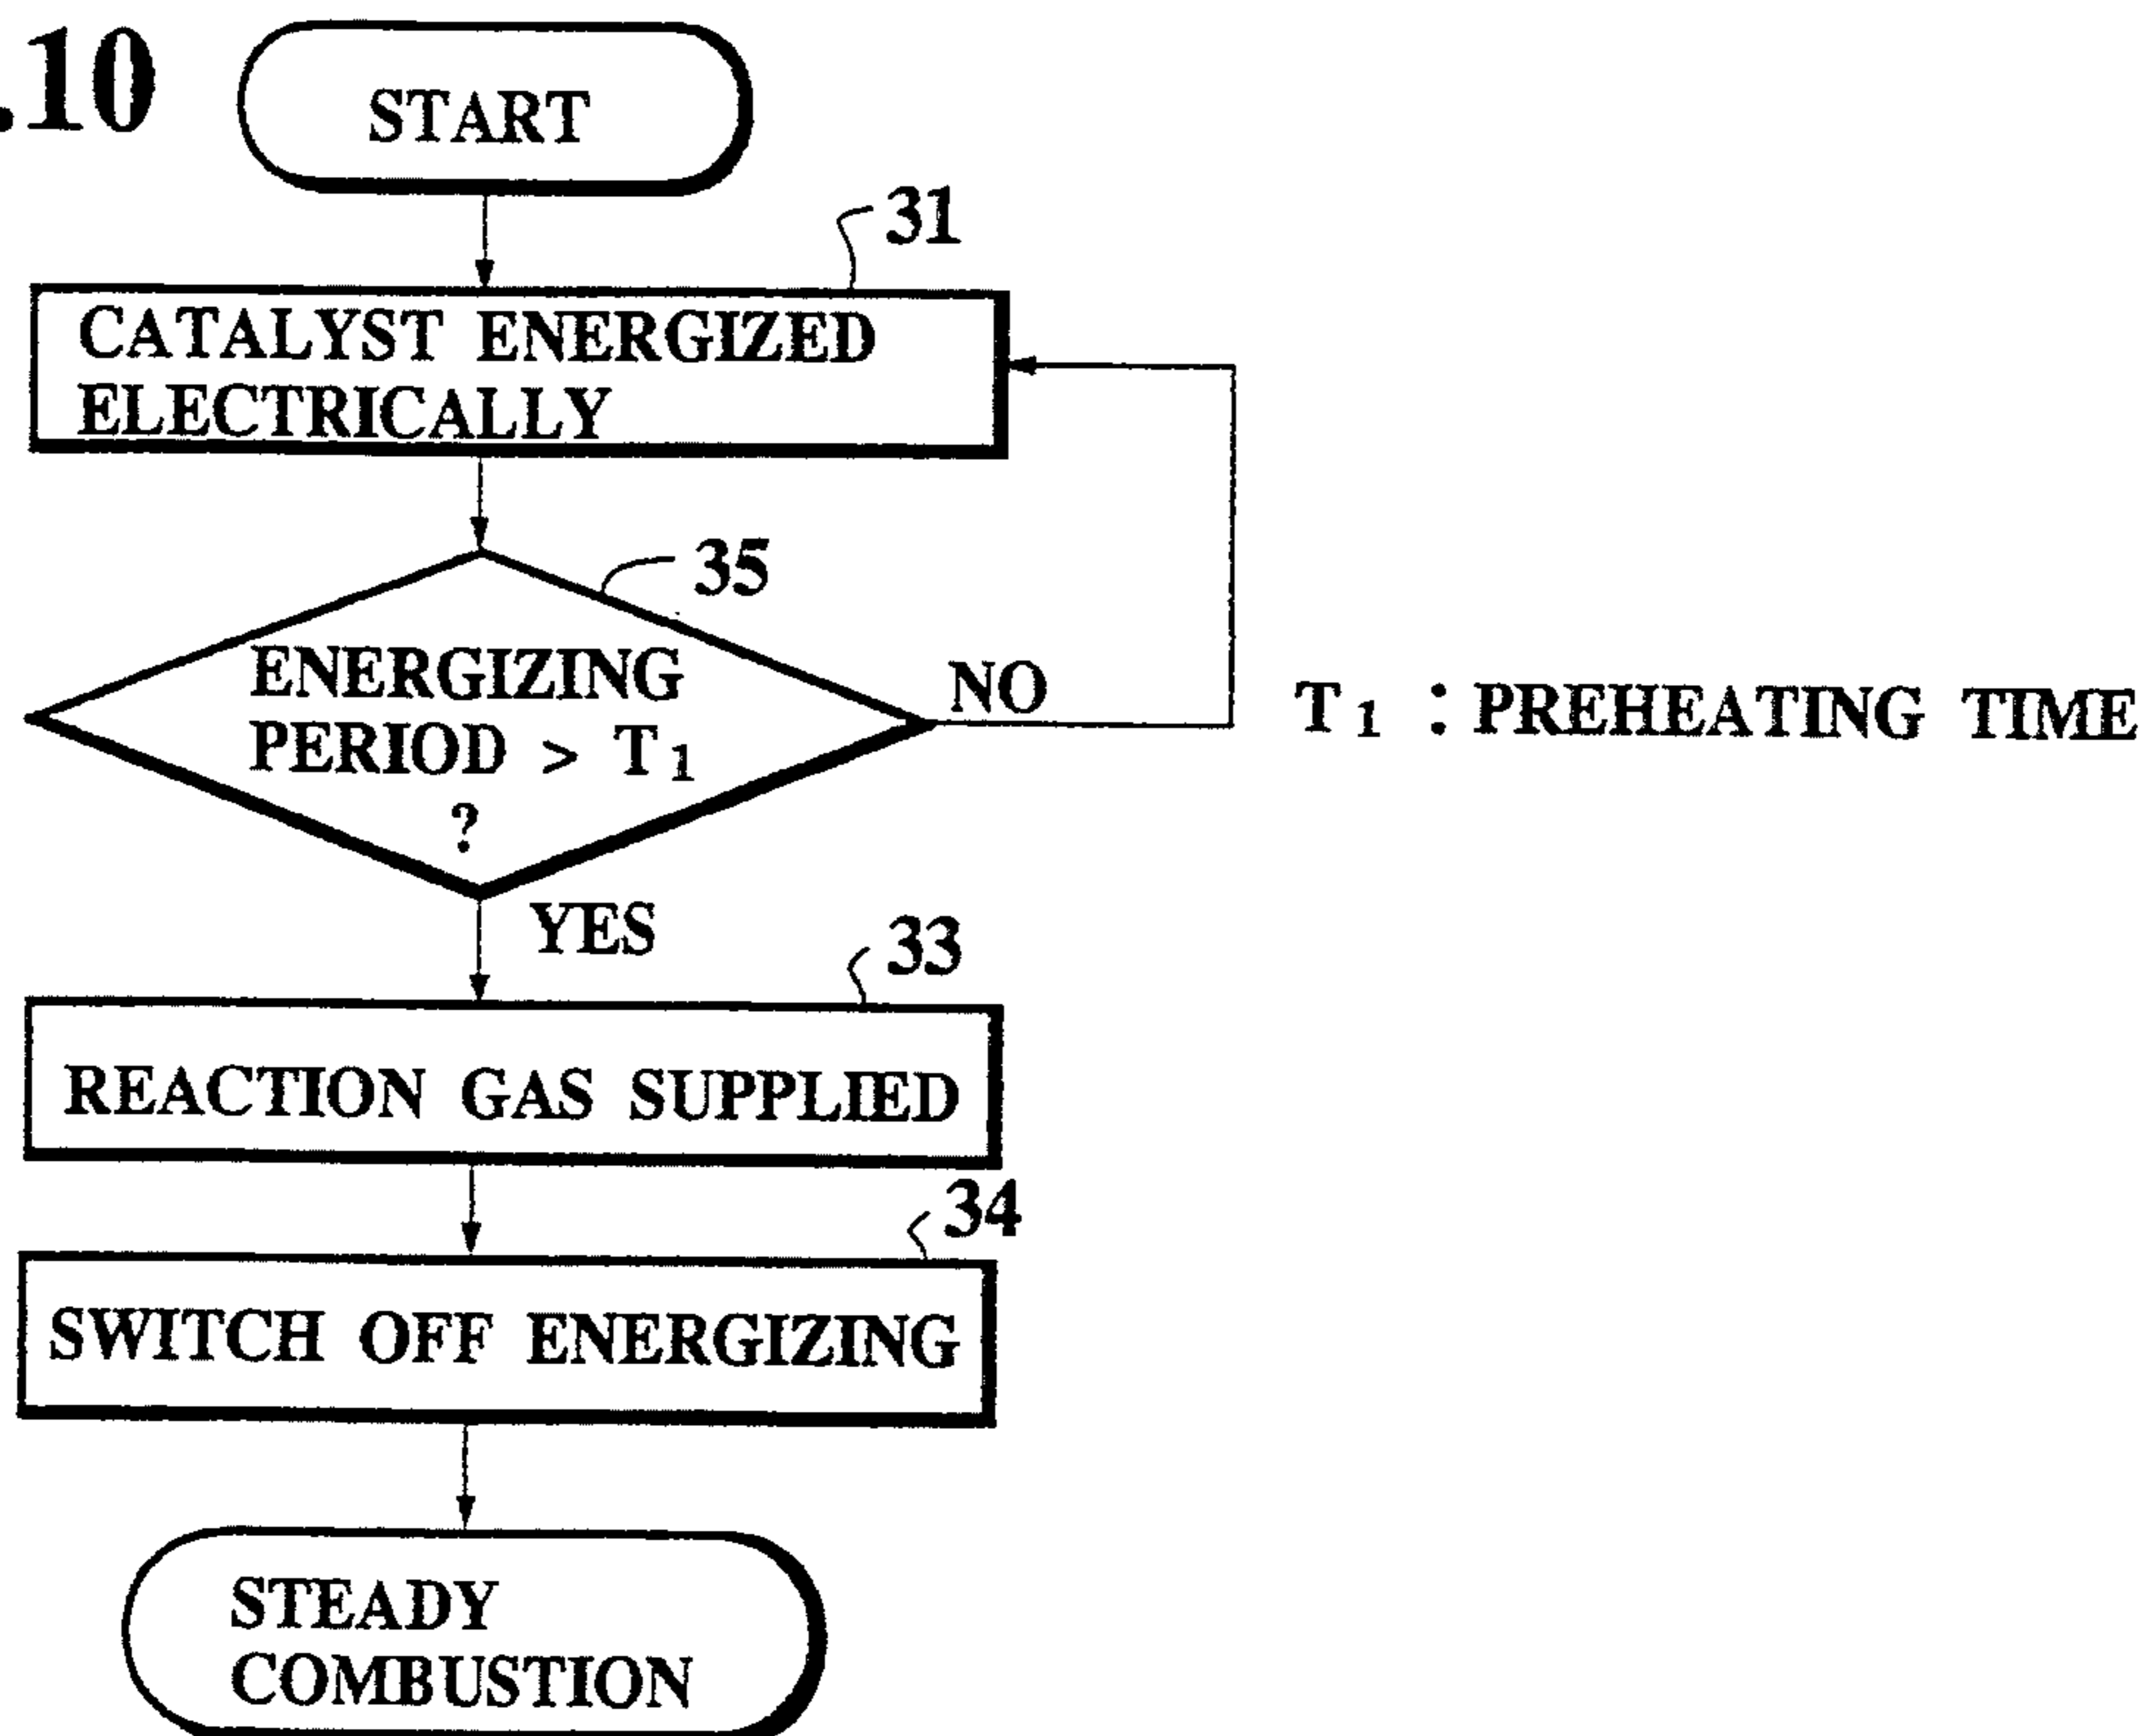 .10
START
31
CATALYST ENERGIZED
ELECTRICALLY
35
ENERGIZING
PERIOD > T₁
?
NO
T₁ : PREHEATING TIME
YES
33
REACTION GAS SUPPLIED
34
SWITCH OFF ENERGIZING
STEADY
COMBUSTION